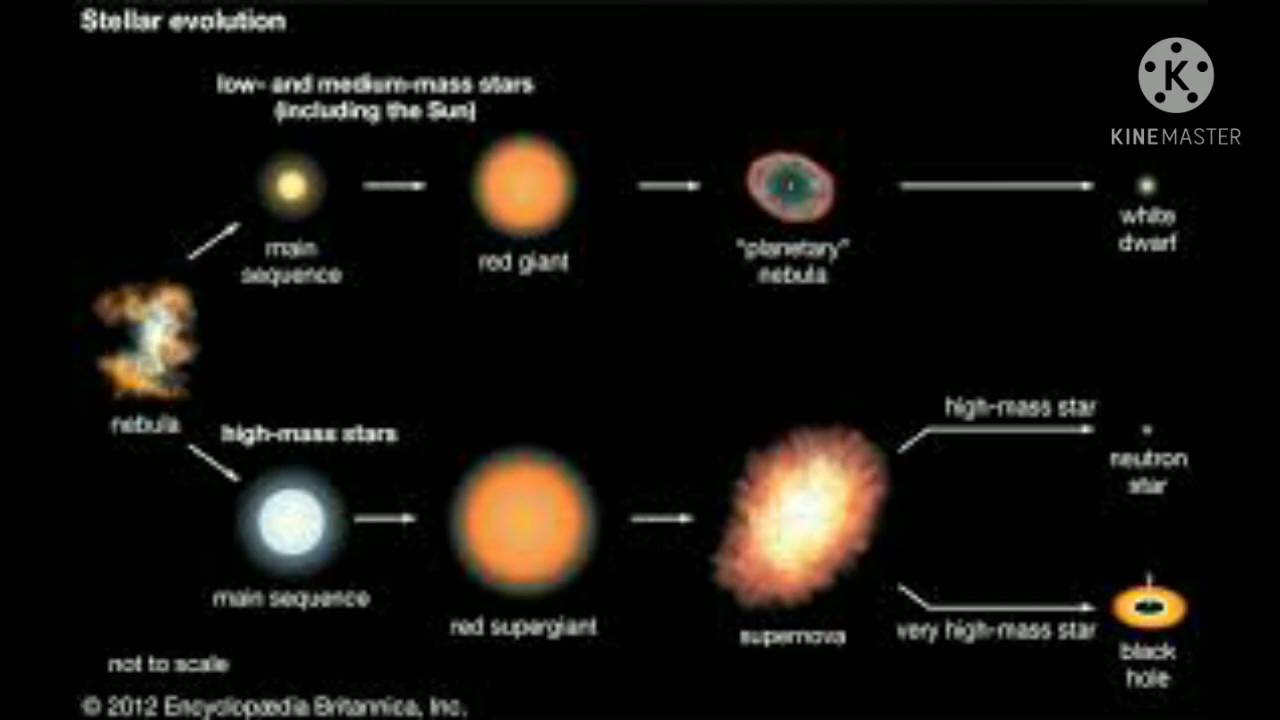 Stellar evolution
low- and medium-mass stars
(including the Sun)
KINEMASTER
main
sequence
red giant
"planetary"
nebula
white
dwarf
nebula
high-mass stars
main sequence
red supergiant
supernova
high-mass star
neutron
star
very high-mass star
black
hole
not to scale
© 2012 Encyclopædia Britannica, Inc.